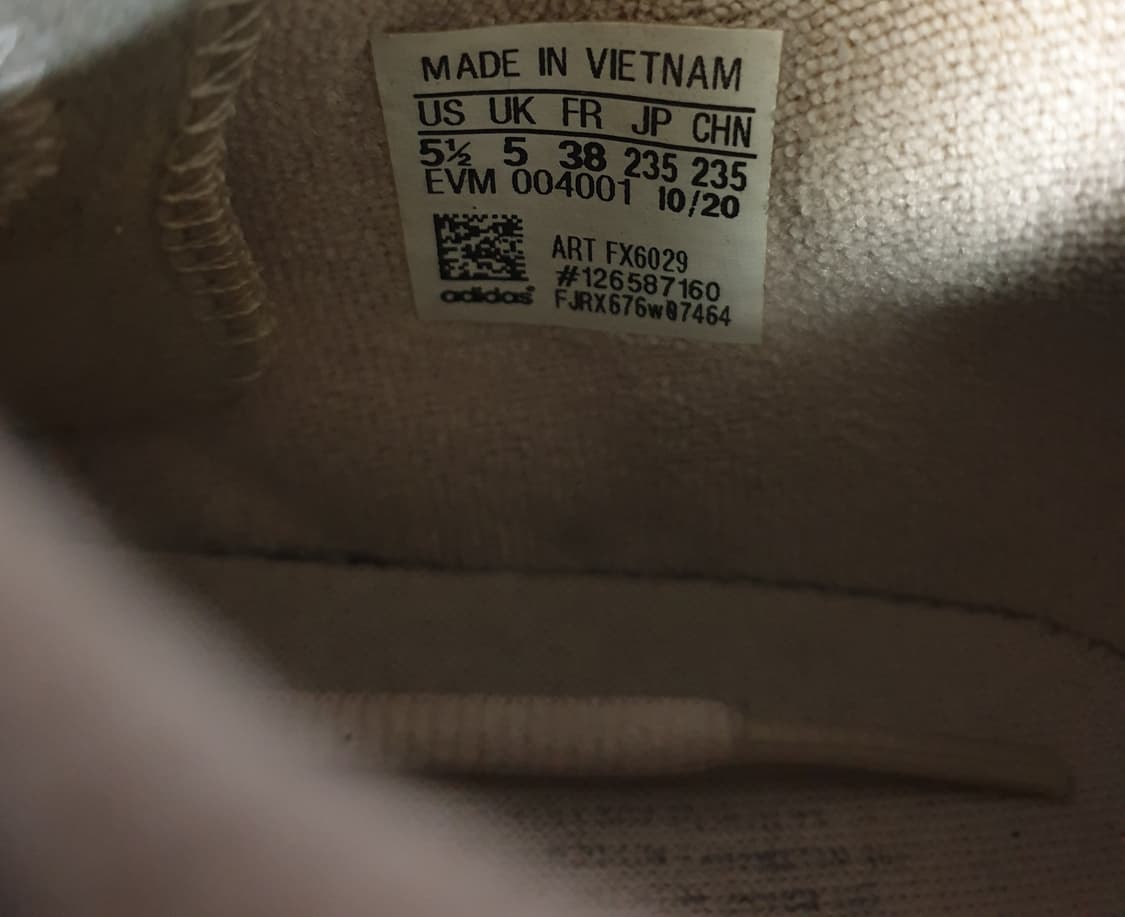 MADE IN VIETNAM
US UK FR JP CHN
5½ 5 38 235 235
EVM 004001 10/20
ART FX6029
#126587160
adidas FJRX676w07464